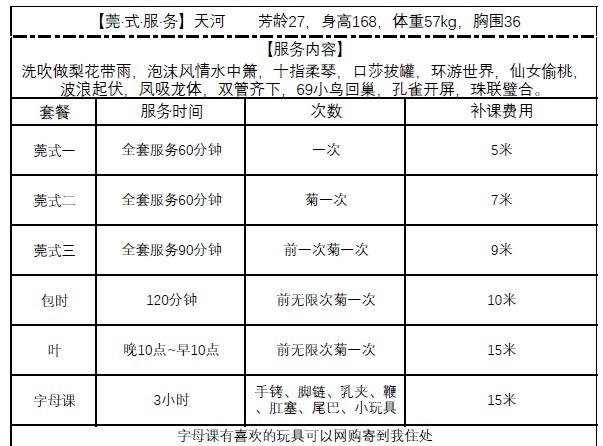 【莞·式·服·务】天河 芳龄27，身高168，体重57kg，胸围36
【服务内容】
洗吹做梨花带雨，泡沫风情水中箫，十指柔琴，口莎拔罐，环游世界，仙女偷桃，
波浪起伏，凤吸龙体，双管齐下，69小鸟回巢，孔雀开屏，珠联璧合。
套餐 服务时间 次数 补课费用
莞式一 全套服务60分钟 一次 5米
莞式二 全套服务60分钟 菊一次 7米
莞式三 全套服务90分钟 前一次菊一次 9米
包时 120分钟 前无限次菊一次 10米
叶 晚10点~早10点 前无限次菊一次 15米
字母课 3小时 手铐、脚链、乳夹、鞭 15米
、肛塞、尾巴、小玩具
字母课有喜欢的玩具可以网购寄到我住处